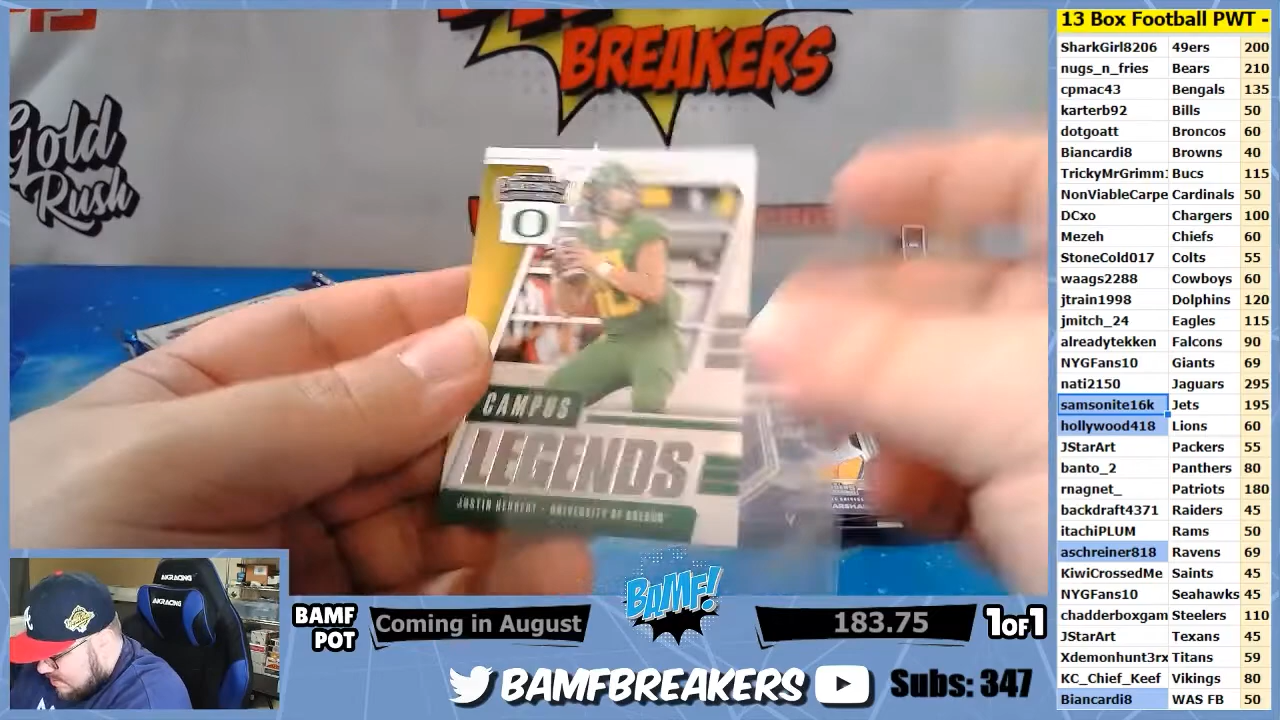 BREAKERS
Gold
Rush
O
CAMPUS
LEGENDS
JUSTIN HERBERT - UNIVERSITY OF OREGON
AKRACING
AKRACING
BAMF
POT
Coming in August
BAMF!
183.75
1OF1
BAMFBREAKERS
Subs: 347
13 Box Football PWT -
SharkGirl8206 49ers 200
nugs_n_fries Bears 210
cpmac43 Bengals 135
karterb92 Bills 50
dotgoatt Broncos 60
Biancardi8 Browns 40
TrickyMrGrimm1 Bucs 115
NonViableCarpe Cardinals 50
DCxo Chargers 100
Mezeh Chiefs 60
StoneCold017 Colts 55
waags2288 Cowboys 60
jtrain1998 Dolphins 120
jmitch_24 Eagles 115
alreadytekken Falcons 90
NYGFans10 Giants 69
nati2150 Jaguars 295
samsonite16k Jets 195
hollywood418 Lions 60
JStarArt Packers 55
banto_2 Panthers 80
rnagnet_ Patriots 180
backdraft4371 Raiders 45
itachiPLUM Rams 50
aschreiner818 Ravens 69
KiwiCrossedMe Saints 45
NYGFans10 Seahawks 45
chadderboxgam Steelers 110
JStarArt Texans 45
Xdemonhunt3rx Titans 59
KC_Chief_Keef Vikings 80
Biancardi8 WAS FB 50